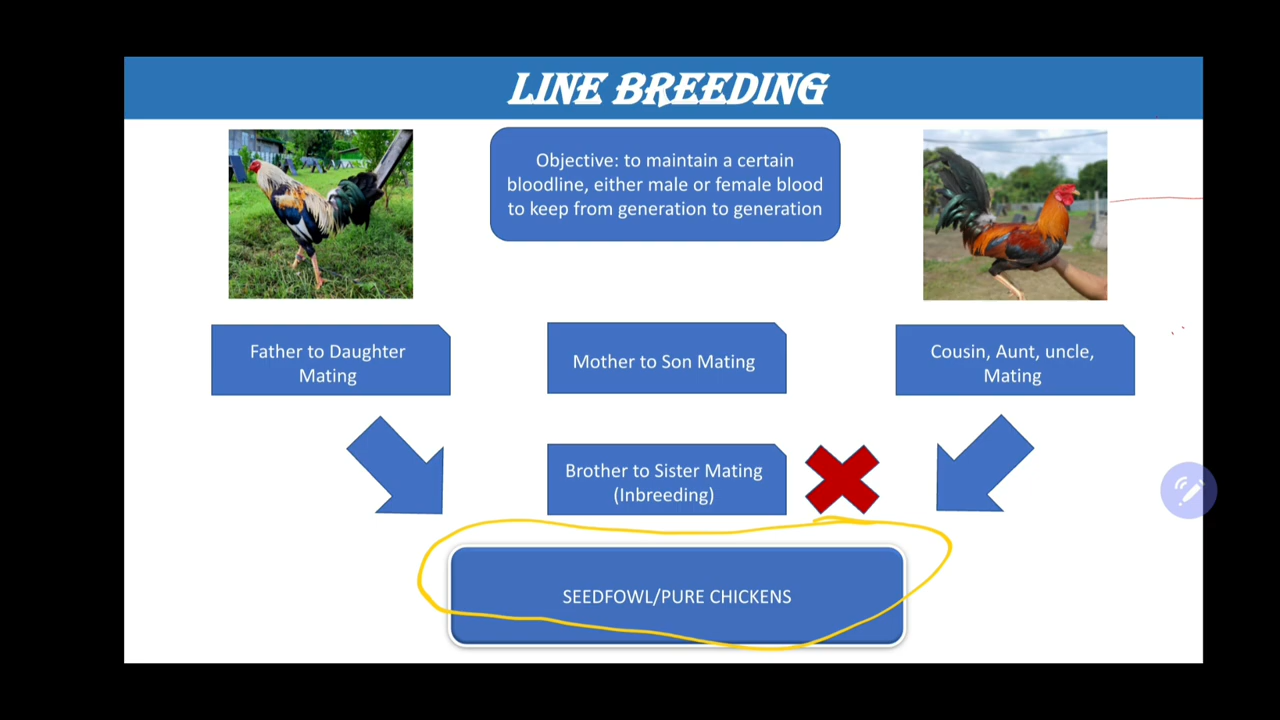 LINE BREEDING
Objective: to maintain a certain
bloodline, either male or female blood
to keep from generation to generation
Father to Daughter
Mating
Mother to Son Mating
Cousin, Aunt, uncle,
Mating
Brother to Sister Mating
(Inbreeding)
SEEDFOWL/PURE CHICKENS